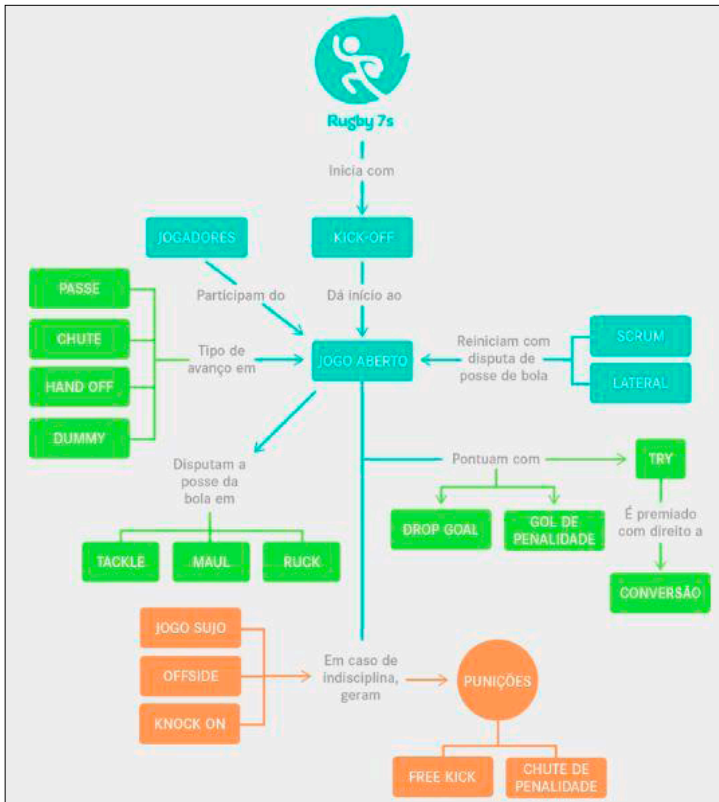 Rugby 7s
Inicia com
JOGADORES
KICK-OFF
Participam do
Dá início ao
PASSE
CHUTE
HAND OFF
DUMMY
Tipo de
avanço em
JOGO ABERTO
Reiniciam com
disputa de
posse de bola
SCRUM
LATERAL
Disputam a
posse da
bola em
TACKLE
MAUL
RUCK
Pontuam com
TRY
DROP GOAL
GOL DE
PENALIDADE
É premiado
com direito a
CONVERSÃO
JOGO SUJO
OFFSIDE
KNOCK ON
Em caso de
indisciplina,
geram
PUNIÇÕES
FREE KICK
CHUTE DE
PENALIDADE